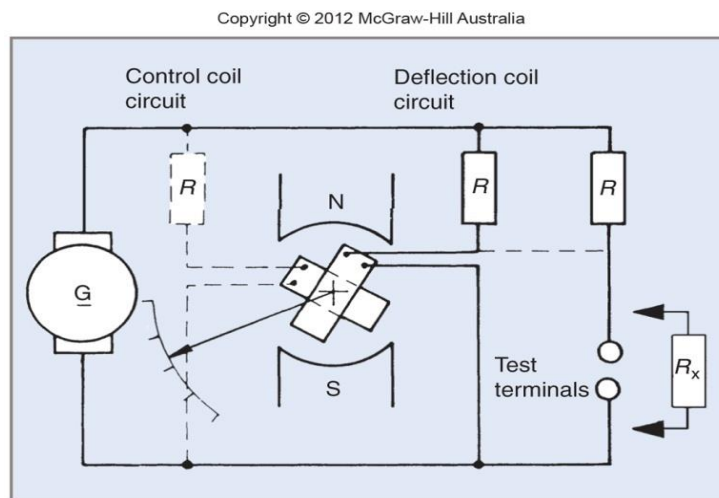 Copyright © 2012 McGraw-Hill Australia
Control coil
circuit
Deflection coil
circuit
R
N
R
R
G
S
Test
terminals
Rx